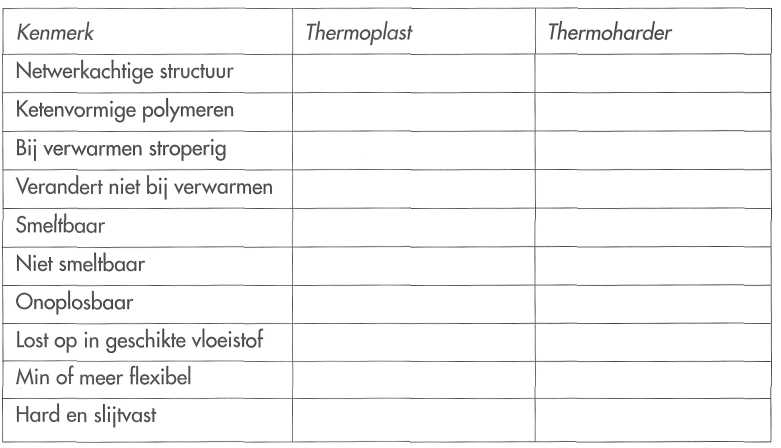 Kenmerk Thermoplast Thermoharder
Netwerkachtige structuur
Ketenvormige polymeren
Bij verwarmen stroperig
Verandert niet bij verwarmen
Smeltbaar
Niet smeltbaar
Onoplosbaar
Lost op in geschikte vloeistof
Min of meer flexibel
Hard en slijtvast